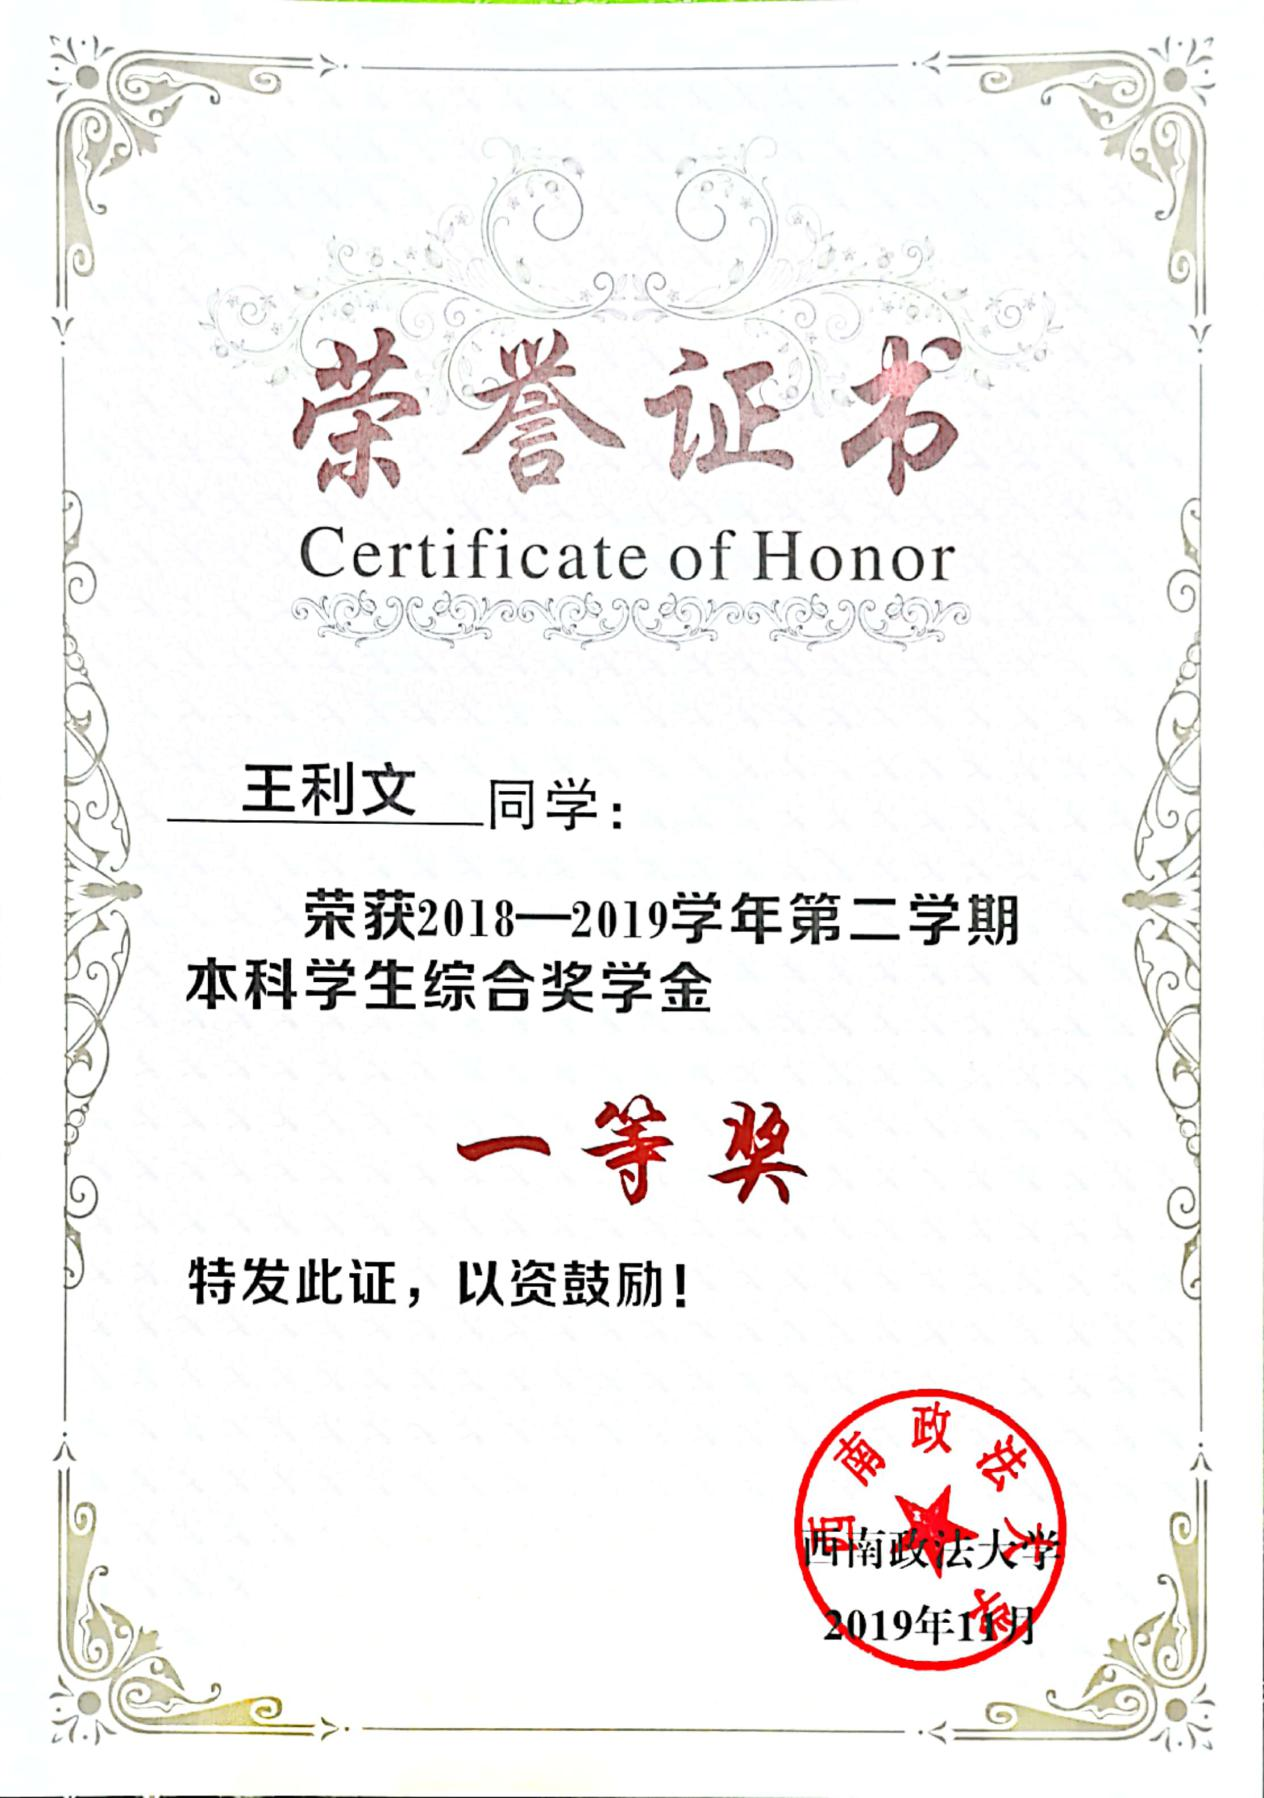 荣誉证书
Certificate of Honor
王利文 同学：
荣获2018—2019学年第二学期
本科学生综合奖学金
一等奖
特发此证，以资鼓励！
西南政法大学
西南政法大学
2019年11月